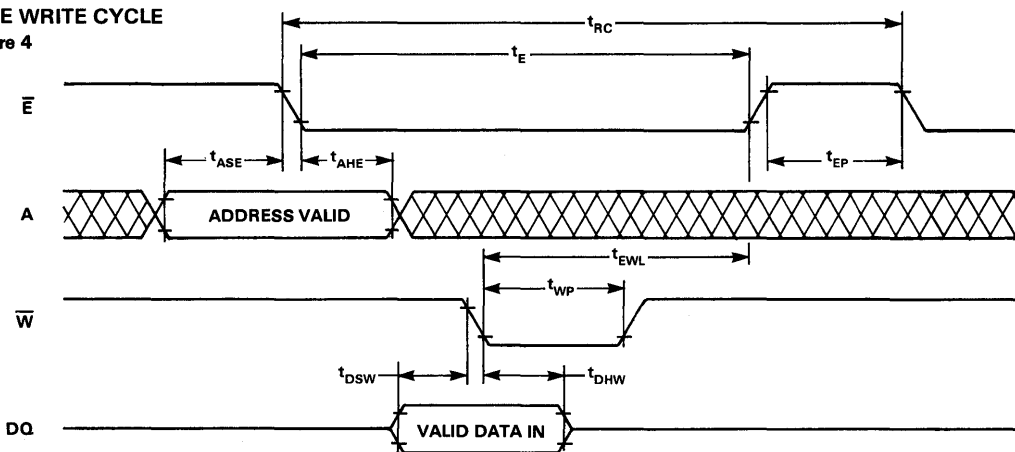 E WRITE CYCLE
re 4
tRC
tE
E
tASE
tAHE
tEP
A
ADDRESS VALID
tEWL
tWP
W
tDSW
tDHW
DQ
VALID DATA IN